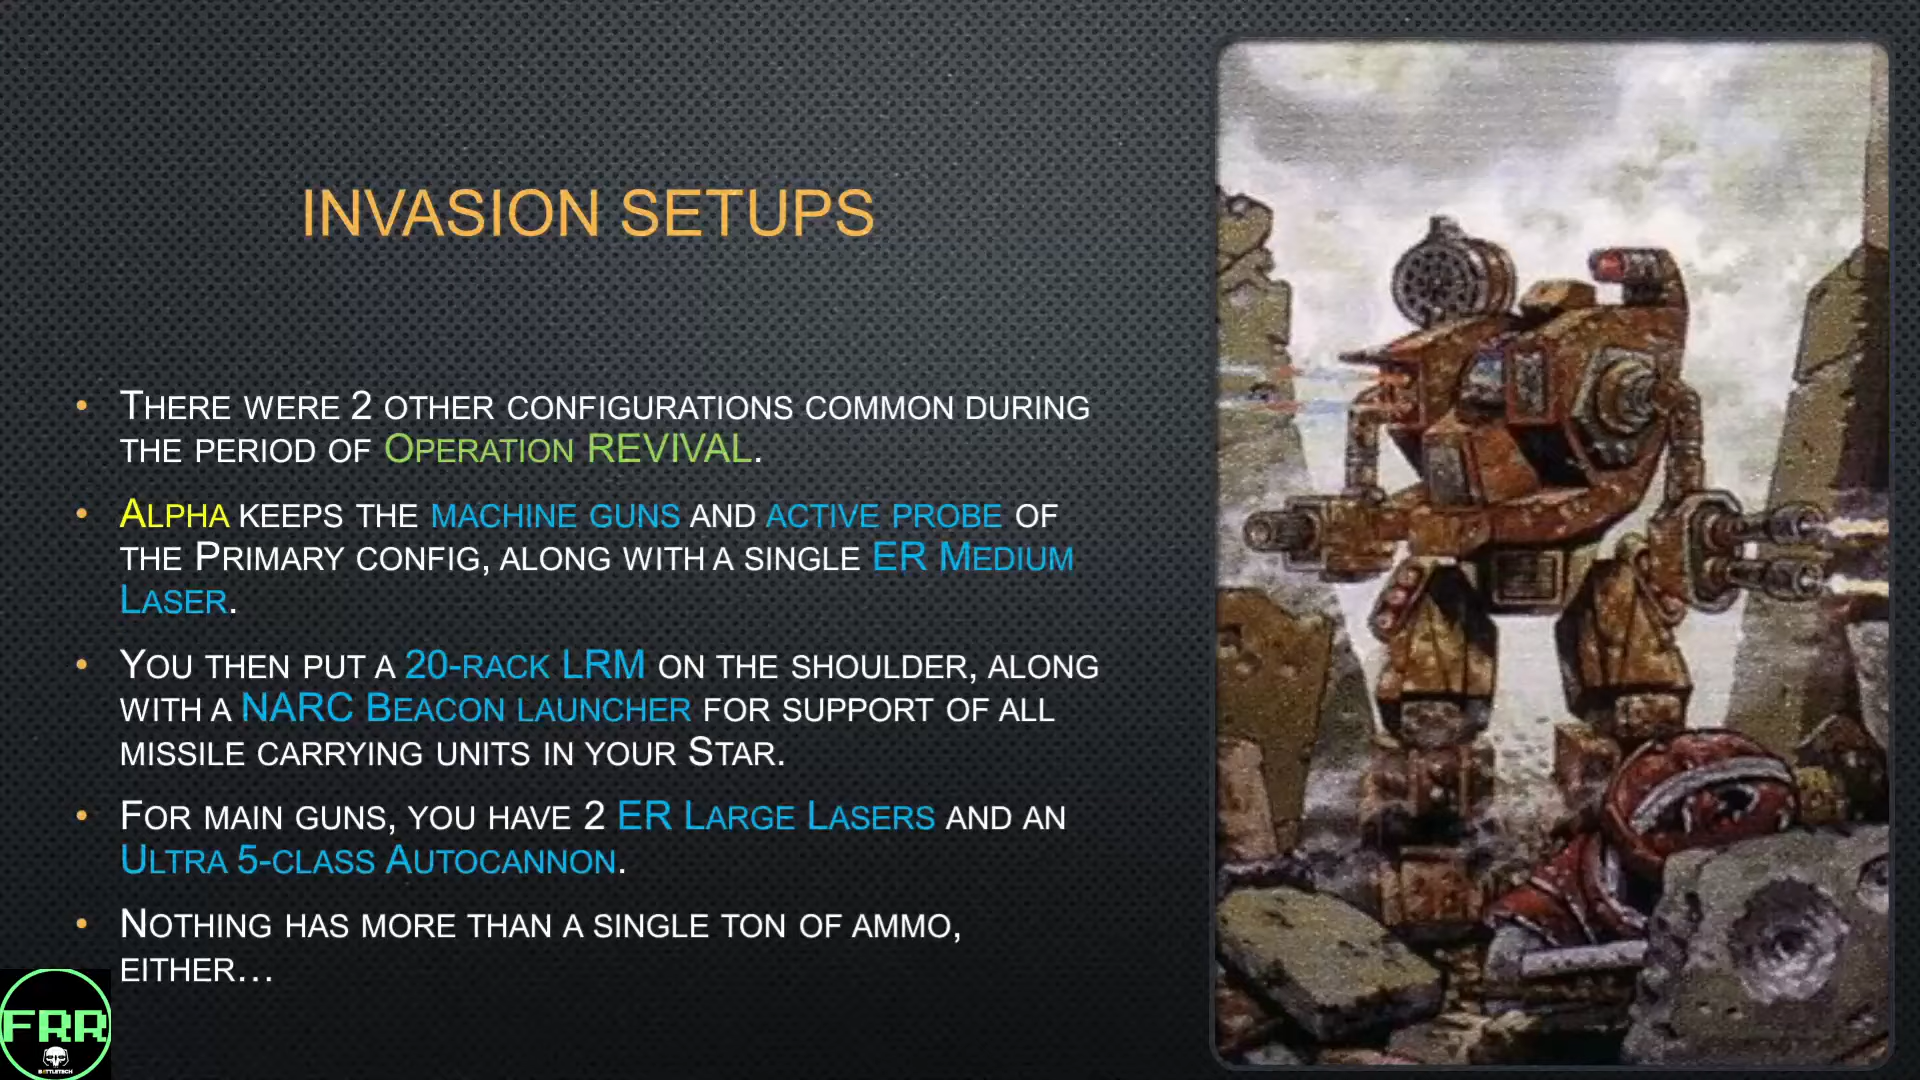 INVASION SETUPS
• THERE WERE 2 OTHER CONFIGURATIONS COMMON DURING
THE PERIOD OF OPERATION REVIVAL.
• ALPHA KEEPS THE MACHINE GUNS AND ACTIVE PROBE OF
THE PRIMARY CONFIG, ALONG WITH A SINGLE ER MEDIUM
LASER.
• YOU THEN PUT A 20-RACK LRM ON THE SHOULDER, ALONG
WITH A NARC BEACON LAUNCHER FOR SUPPORT OF ALL
MISSILE CARRYING UNITS IN YOUR STAR.
• FOR MAIN GUNS, YOU HAVE 2 ER LARGE LASERS AND AN
ULTRA 5-CLASS AUTOCANNON.
• NOTHING HAS MORE THAN A SINGLE TON OF AMMO,
EITHER…
FRR
BATTLETECH